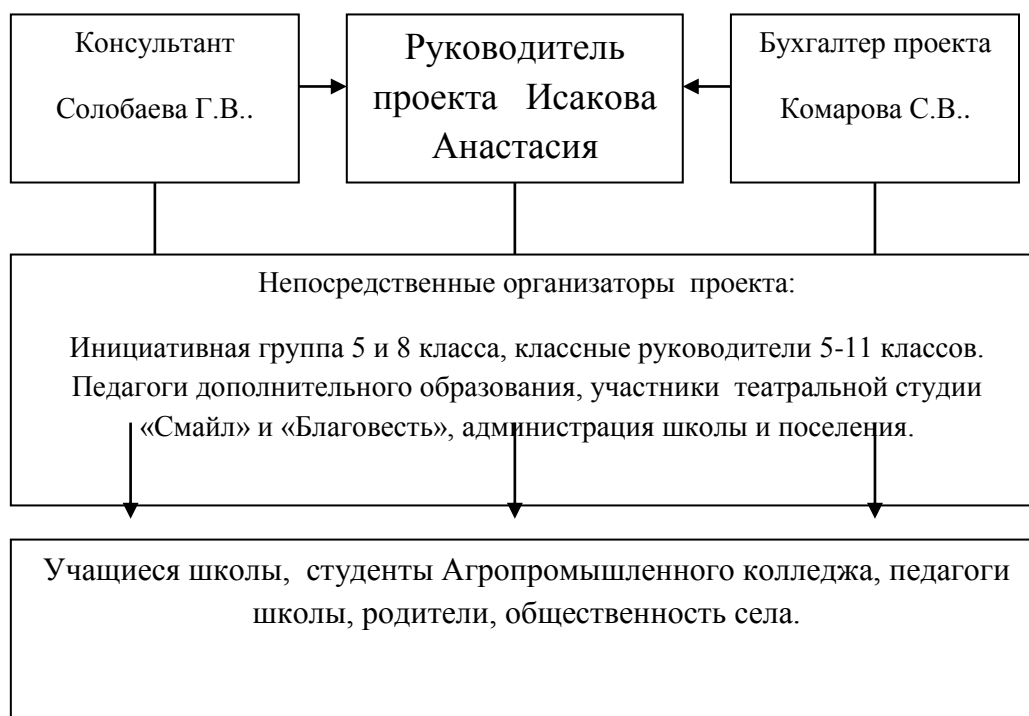 Консультант
Солобаева Г.В..
Руководитель
проекта Исакова
Анастасия
Бухгалтер проекта
Комарова С.В..
Непосредственные организаторы проекта:
Инициативная группа 5 и 8 класса, классные руководители 5-11 классов.
Педагоги дополнительного образования, участники театральной студии
«Смайл» и «Благовесть», администрация школы и поселения.
Учащиеся школы, студенты Агропромышленного колледжа, педагоги
школы, родители, общественность села.